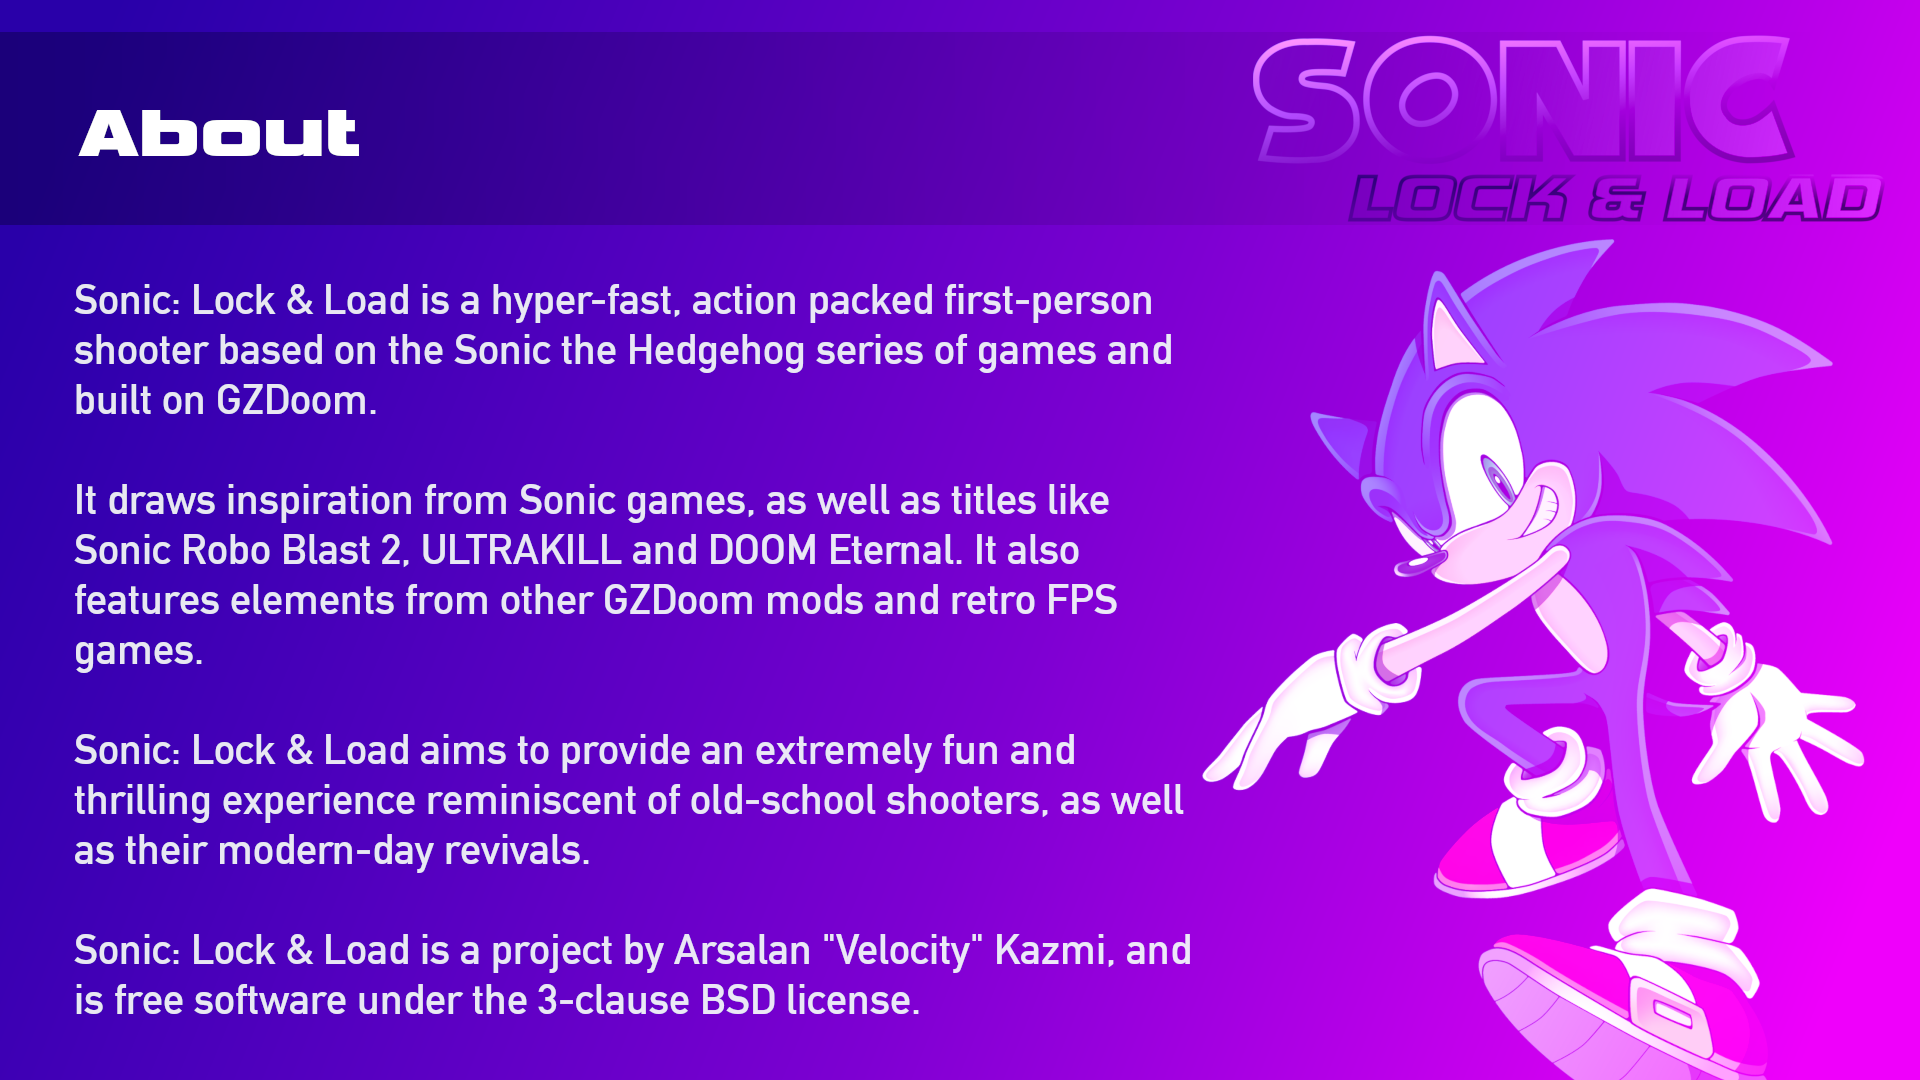 SONIC
LOCK & LOAD
About
Sonic: Lock & Load is a hyper-fast, action packed first-person
shooter based on the Sonic the Hedgehog series of games and
built on GZDoom.
It draws inspiration from Sonic games, as well as titles like
Sonic Robo Blast 2, ULTRAKILL and DOOM Eternal. It also
features elements from other GZDoom mods and retro FPS
games.
Sonic: Lock & Load aims to provide an extremely fun and
thrilling experience reminiscent of old-school shooters, as well
as their modern-day revivals.
Sonic: Lock & Load is a project by Arsalan "Velocity" Kazmi, and
is free software under the 3-clause BSD license.